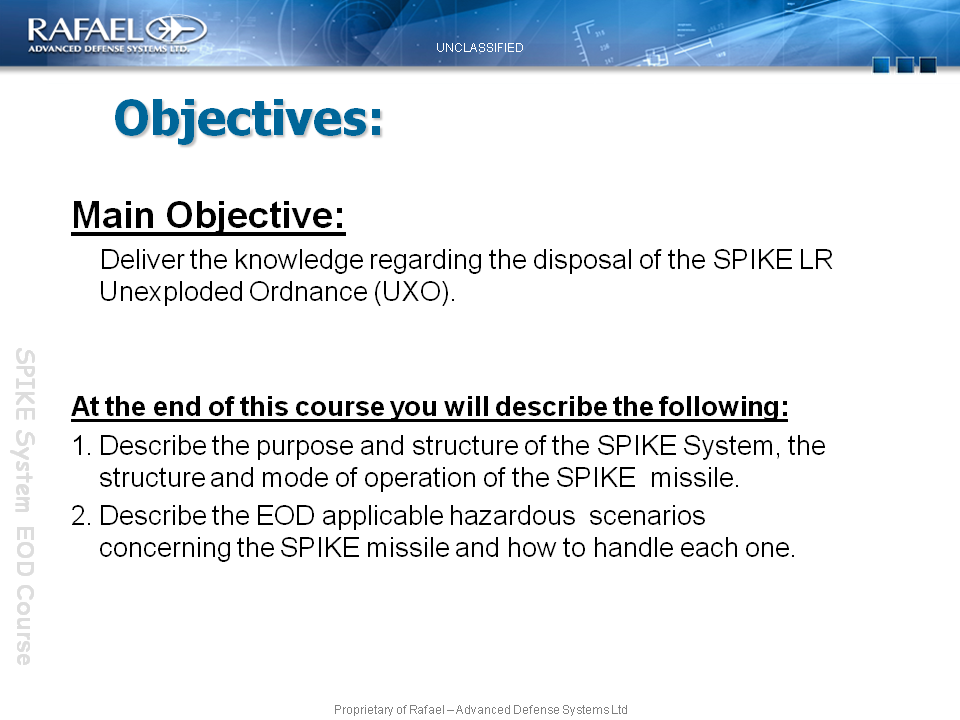 RAFAEL
ADVANCED DEFENSE SYSTEMS LTD.
UNCLASSIFIED
Objectives:
Main Objective:
Deliver the knowledge regarding the disposal of the SPIKE LR
Unexploded Ordnance (UXO).
At the end of this course you will describe the following:
1. Describe the purpose and structure of the SPIKE System, the
structure and mode of operation of the SPIKE  missile.
2. Describe the EOD applicable hazardous  scenarios
concerning the SPIKE missile and how to handle each one.
SPIKE System EOD Course
Proprietary of Rafael – Advanced Defense Systems Ltd